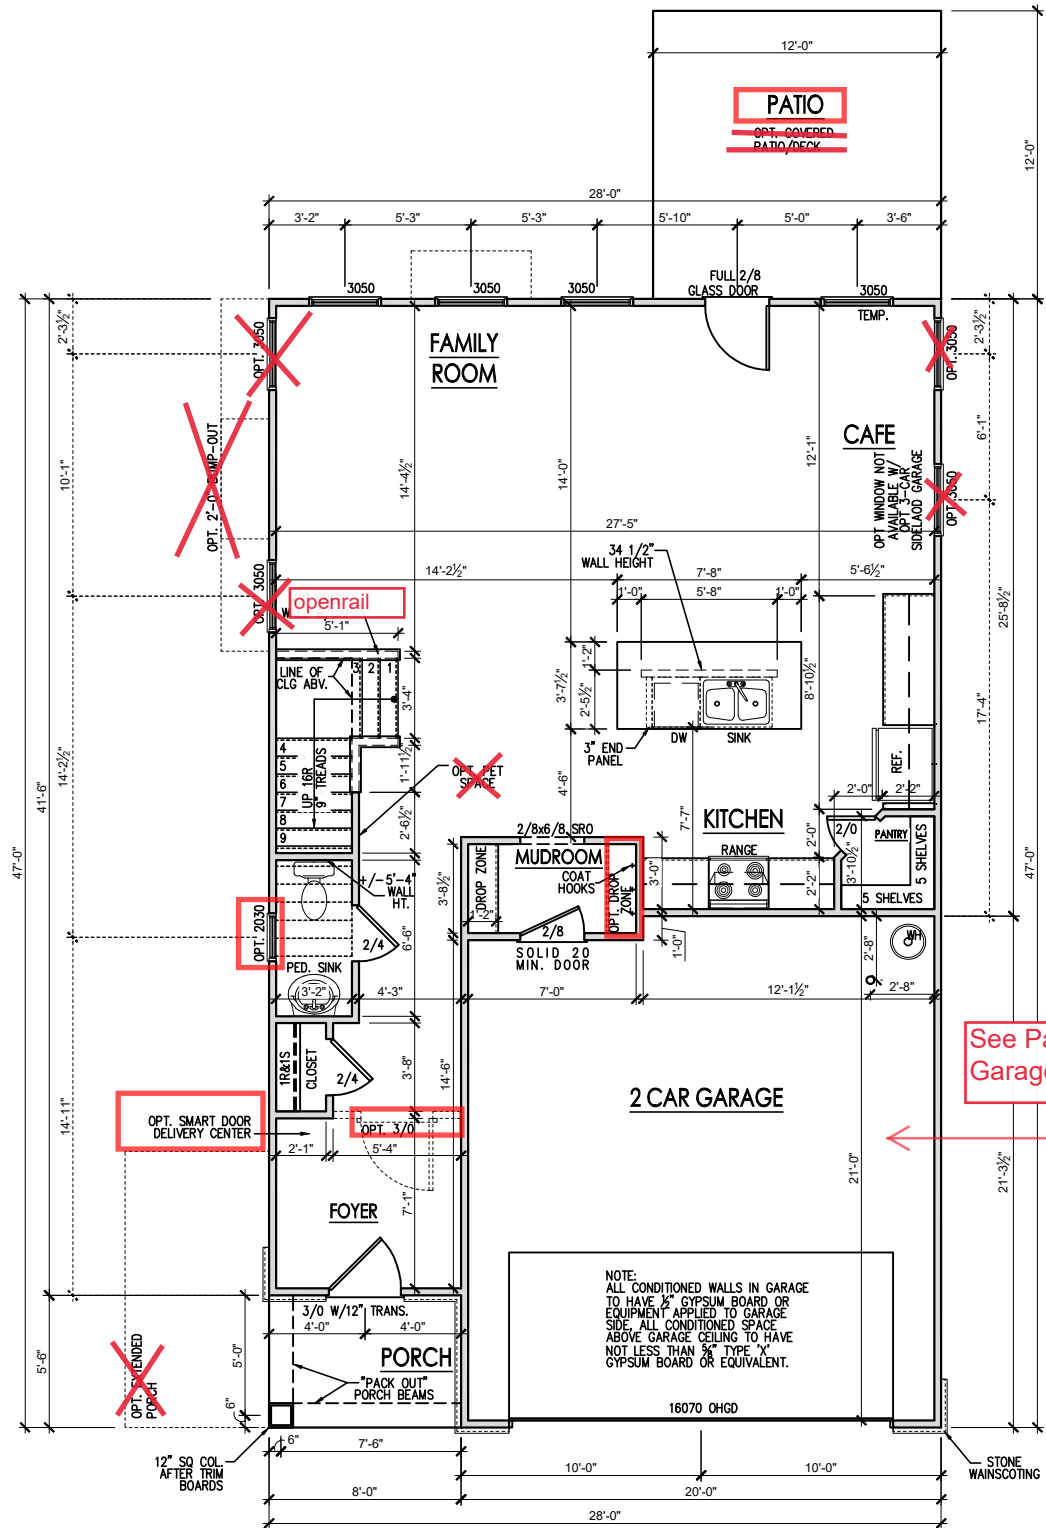 12'-0"
PATIO
OPT. COVERED
PATIO/DECK
12'-0"
28'-0"
3'-2"
5'-3"
5'-3"
5'-10"
5'-0"
3'-6"
3050
3050
3050
FULL 2/8
GLASS DOOR
3050
TEMP.
2'-3½"
OPT. 3050
FAMILY
ROOM
OPT. 3050
2'-3½"
CAFE
6'-1"
OPT. 2'-0" BUMP-OUT
10'-1"
14'-4½"
14'-0"
12'-1"
OPT WINDOW NOT
AVAILABLE W/
OPT 3-CAR
SIDELAOD GARAGE
OPT. 3050
27'-5"
34 1/2"
WALL HEIGHT
14'-2½"
7'-8"
5'-6½"
OPT. 3050
openrail
5'-1"
1'-0"
5'-8"
1'-0"
25'-8½"
LINE OF
CLG ABV.
3 2 1
3'-4"
1'-2"
3'-7½"
2'-5½"
8'-10½"
17'-4"
DW
SINK
3" END
PANEL
REF.
4
5
6
7
8
9
UP 16R
9" TREADS
1'-11½"
OPT. PET
SPACE
2'-6½"
4'-6"
7'-7"
2'-0"
2'-2"
14'-2½"
41'-6"
47'-0"
47'-0"
KITCHEN
2'-0"
2/0
PANTRY
5 SHELVES
5 SHELVES
3'-10½"
2'-2"
RANGE
2/8x6/8 SRO
MUDROOM
COAT
HOOKS
DROP ZONE
OPT. DROP
ZONE
3'-0"
3'-8½"
1'-2"
2/8
SOLID 20
MIN. DOOR
1'-0"
+/-5'-4"
WALL
HT.
OPT. 2030
2/4
6'-6"
PED. SINK
3'-2"
4'-3"
7'-0"
12'-1½"
WH
2'-8"
2'-8"
1R&1S
CLOSET
2/4
3'-8"
14'-6"
14'-11"
See Pa
Garag
2 CAR GARAGE
OPT. SMART DOOR
DELIVERY CENTER
OPT. 3/0
2'-1"
5'-4"
7'-1"
21'-0"
21'-3½"
FOYER
3/0 W/12" TRANS.
4'-0"
4'-0"
PORCH
"PACK OUT"
PORCH BEAMS
NOTE:
ALL CONDITIONED WALLS IN GARAGE
TO HAVE ½" GYPSUM BOARD OR
EQUIPMENT APPLIED TO GARAGE
SIDE, ALL CONDITIONED SPACE
ABOVE GARAGE CEILING TO HAVE
NOT LESS THAN ⅝" TYPE 'X'
GYPSUM BOARD OR EQUIVALENT.
16070 OHGD
5'-6"
OPT. EXTENDED
PORCH
5'-0"
6"
6"
7'-6"
12" SQ COL.
AFTER TRIM
BOARDS
STONE
WAINSCOTING
10'-0"
10'-0"
8'-0"
20'-0"
28'-0"